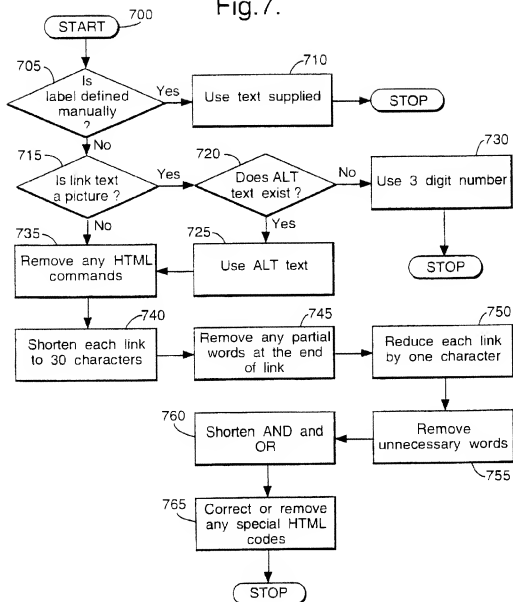 Fig.7.
START
700
705
Is
label defined
manually
?
Yes
710
Use text supplied
STOP
No
715
Is link text
a picture ?
Yes
720
Does ALT
text exist ?
No
730
Use 3 digit number
STOP
No
Yes
735
Remove any HTML
commands
725
Use ALT text
740
Shorten each link
to 30 characters
745
Remove any partial
words at the end
of link
750
Reduce each link
by one character
760
Shorten AND and
OR
Remove
unnecessary words
755
765
Correct or remove
any special HTML
codes
STOP